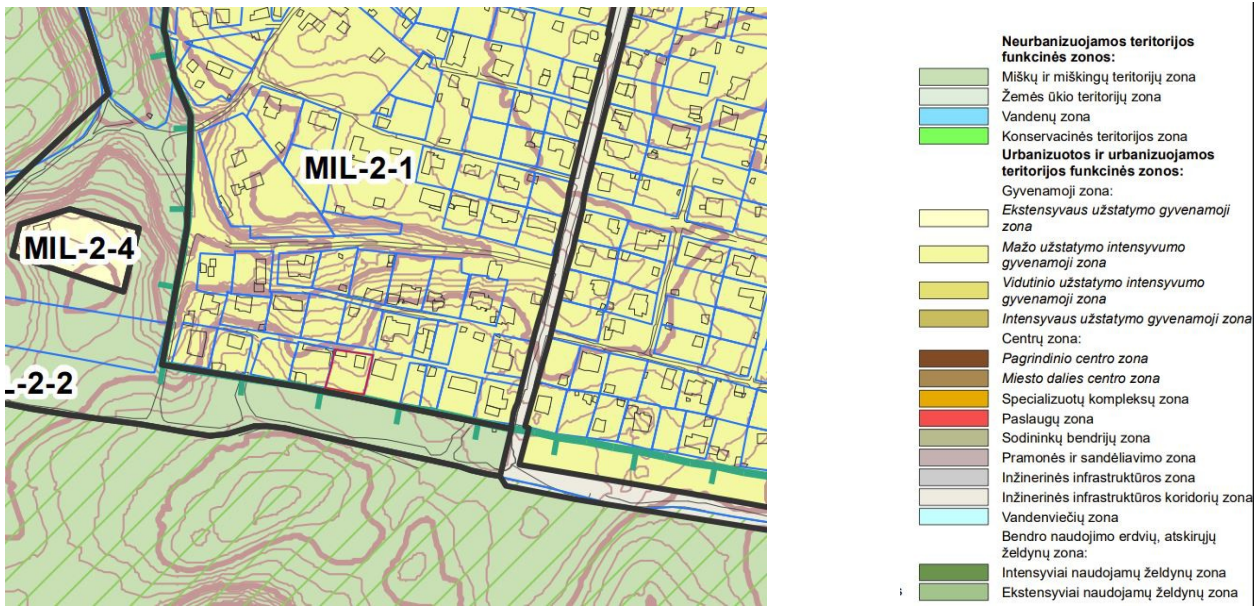 MIL-2-1
MIL-2-4
L-2-2
Neurbanizuojamos teritorijos
funkcinės zonos:
Miškų ir miškingų teritorijų zona
Žemės ūkio teritorijų zona
Vandenų zona
Konservacinės teritorijos zona
Urbanizuotos ir urbanizuojamos
teritorijos funkcinės zonos:
Gyvenamoji zona:
Ekstensyvaus užstatymo gyvenamoji
zona
Mažo užstatymo intensyvumo
gyvenamoji zona
Vidutinio užstatymo intensyvumo
gyvenamoji zona
Intensyvaus užstatymo gyvenamoji zona
Centrų zona:
Pagrindinio centro zona
Miesto dalies centro zona
Specializuotų kompleksų zona
Paslaugų zona
Sodininkų bendrijų zona
Pramonės ir sandėliavimo zona
Inžinerinės infrastruktūros zona
Inžinerinės infrastruktūros koridorių zona
Vandenviečių zona
Bendro naudojimo erdvių, atskirųjų
želdynų zona:
Intensyviai naudojamų želdynų zona
Ekstensyviai naudojamų želdynų zona